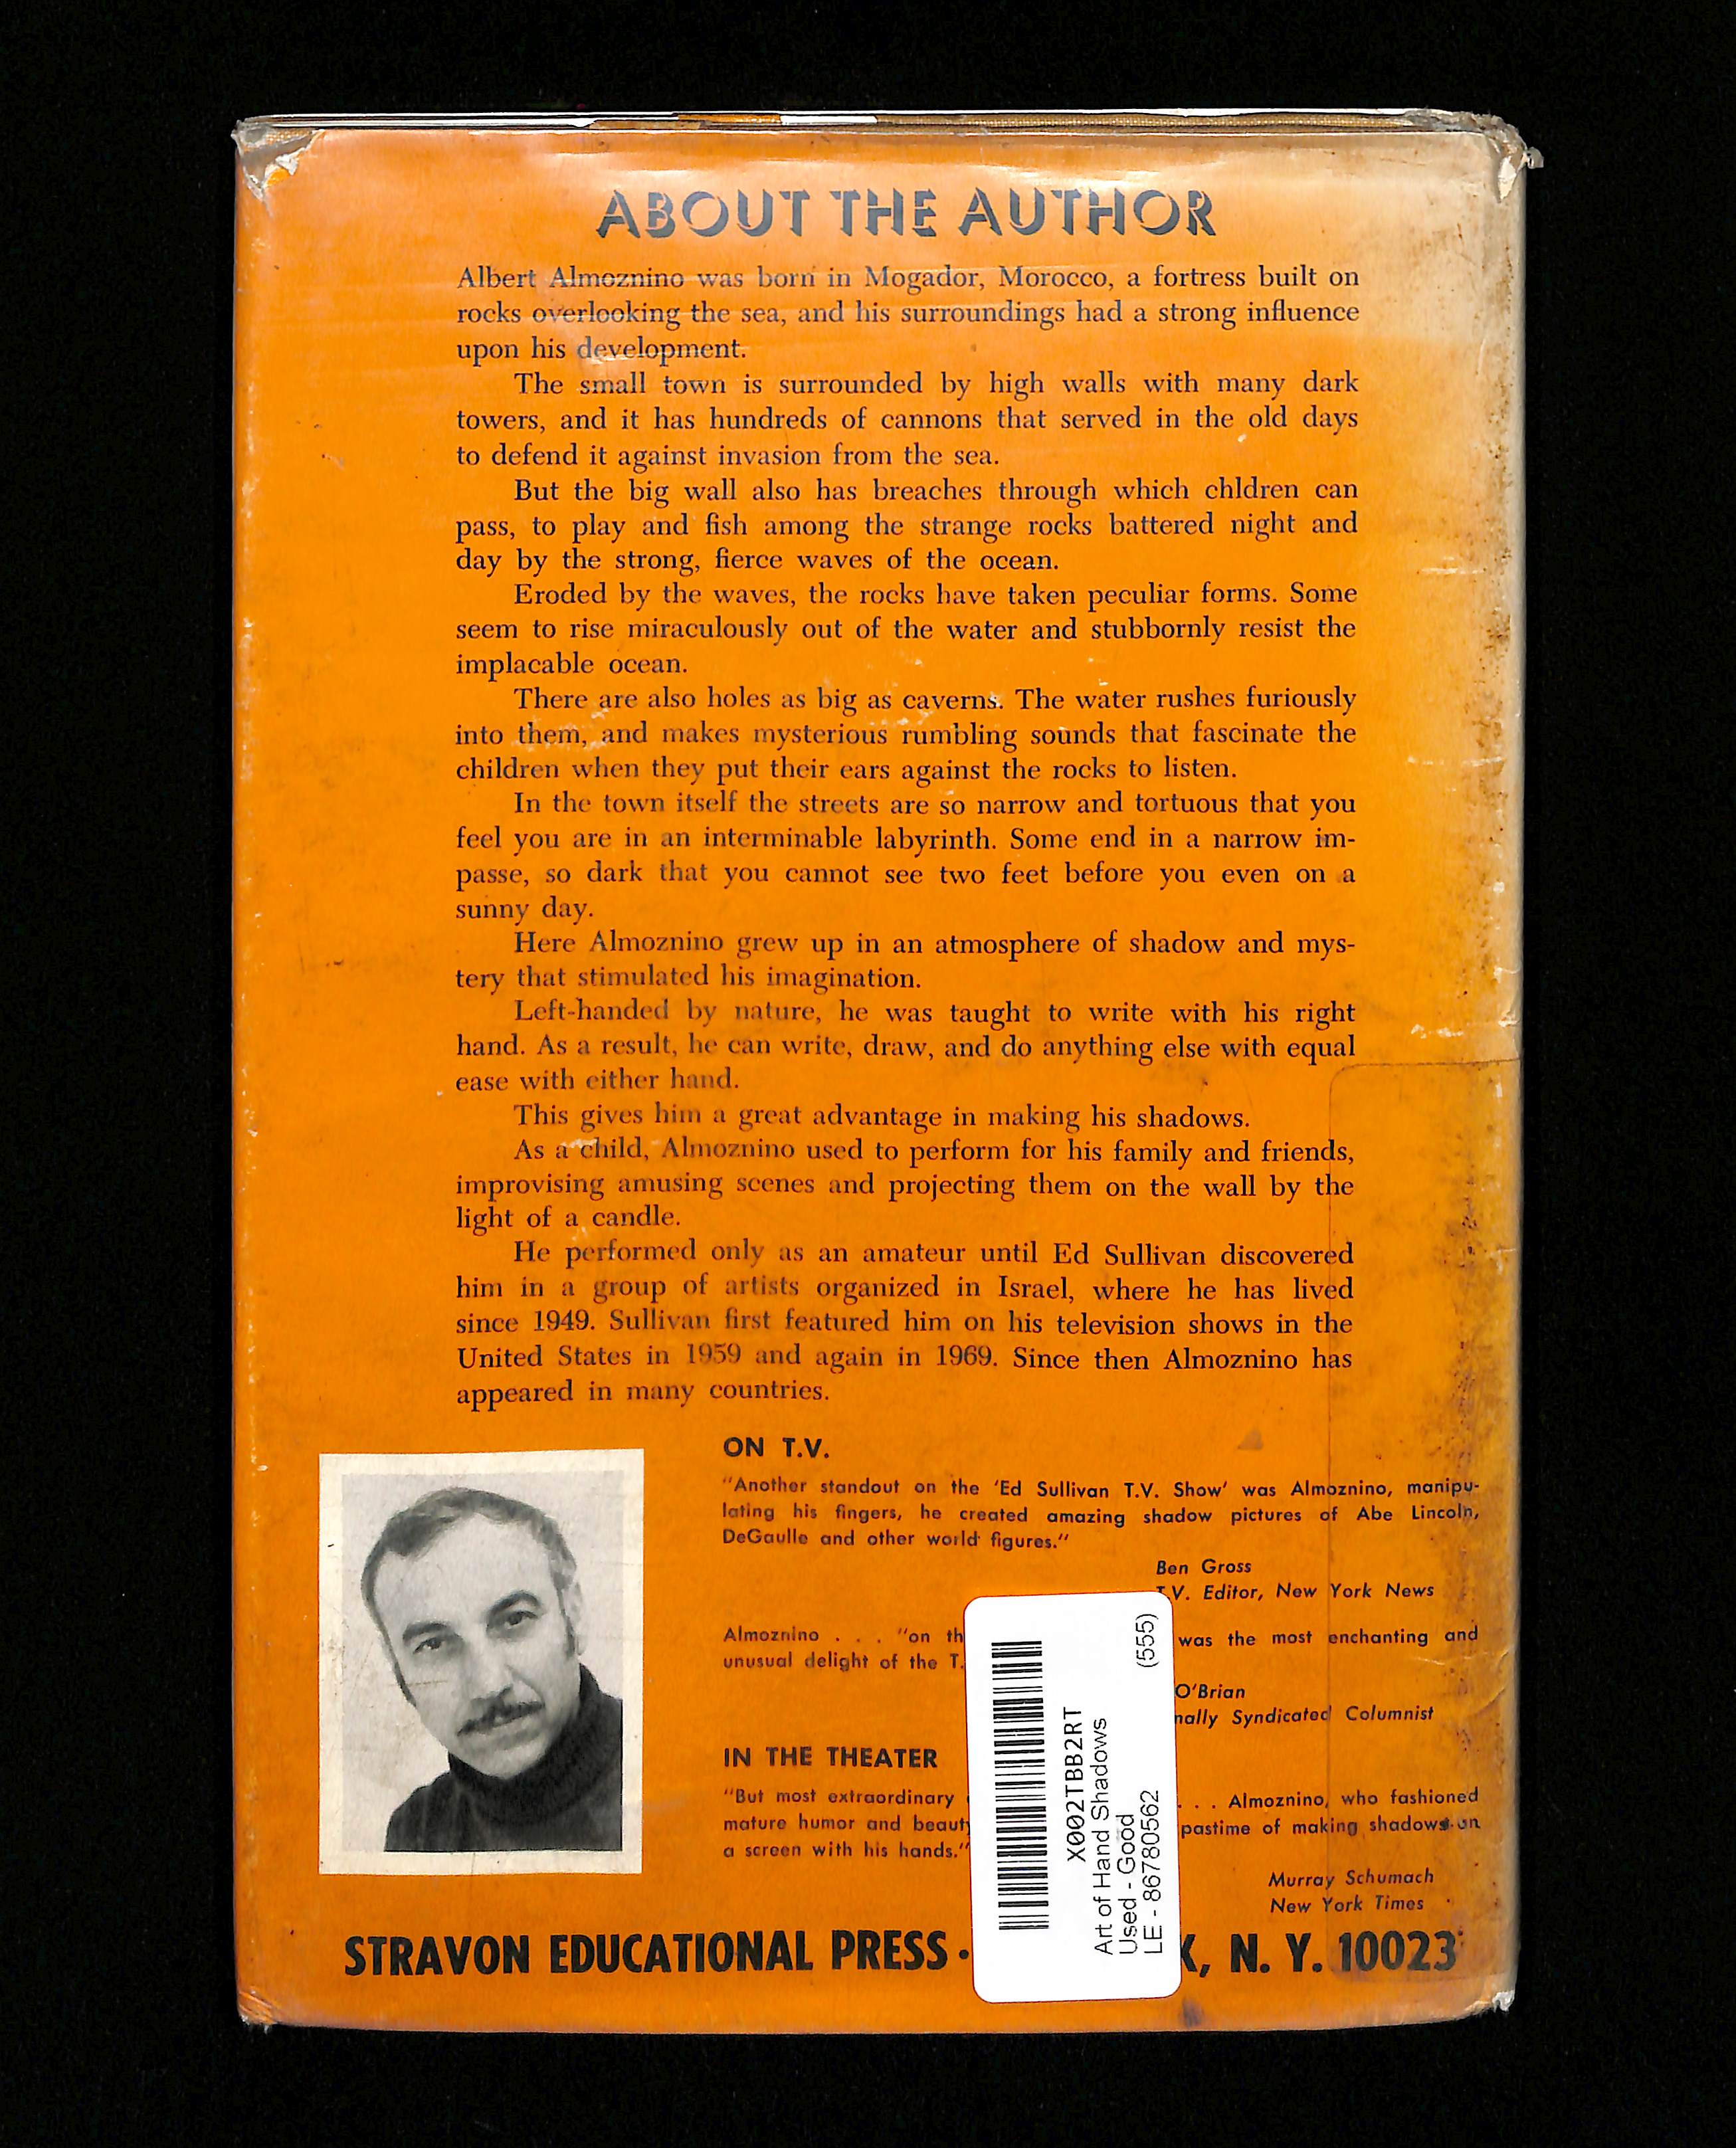 ABOUT THE AUTHOR
Albert Almoznino was born in Mogador, Morocco, a fortress built on
rocks overlooking the sea, and his surroundings had a strong influence
upon his development.
The small town is surrounded by high walls with many dark
towers, and it has hundreds of cannons that served in the old days
to defend it against invasion from the sea.
But the big wall also has breaches through which chldren can
pass, to play and fish among the strange rocks battered night and
day by the strong, fierce waves of the ocean.
Eroded by the waves, the rocks have taken peculiar forms. Some
seem to rise miraculously out of the water and stubbornly resist the
implacable ocean.
There are also holes as big as caverns. The water rushes furiously
into them, and makes mysterious rumbling sounds that fascinate the
children when they put their ears against the rocks to listen.
In the town itself the streets are so narrow and tortuous that you
feel you are in an interminable labyrinth. Some end in a narrow im-
passe, so dark that you cannot see two feet before you even on a
sunny day.
Here Almoznino grew up in an atmosphere of shadow and mys-
tery that stimulated his imagination.
Left-handed by nature, he was taught to write with his right
hand. As a result, he can write, draw, and do anything else with equal
ease with either hand.
This gives him a great advantage in making his shadows.
As a child, Almoznino used to perform for his family and friends,
improvising amusing scenes and projecting them on the wall by the
light of a candle.
He performed only as an amateur until Ed Sullivan discovered
him in a group of artists organized in Israel, where he has lived
since 1949. Sullivan first featured him on his television shows in the
United States in 1959 and again in 1969. Since then Almoznino has
appeared in many countries.
ON T.V.
"Another standout on the 'Ed Sullivan T.V. Show' was Almoznino, manipu-
lating his fingers, he created amazing shadow pictures of Abe Lincoln,
DeGaulle and other world figures."
Ben Gross
T.V. Editor, New York News
Almoznino . . . "on was the most enchanting and
unusual delight of the T.
O'Brian
Syndicated Columnist
IN THE THEATER
"But most extraordinary . . . Almoznino, who fashioned
mature humor and pastime of making shadows on
a screen with his hands."
Murray Schumach
New York Times
STRAVON EDUCATIONAL PRESS · , N. Y. 10023
X002TBB2RT
Art of Hand Shadows
Used - Good
LE - 86780562 (555)